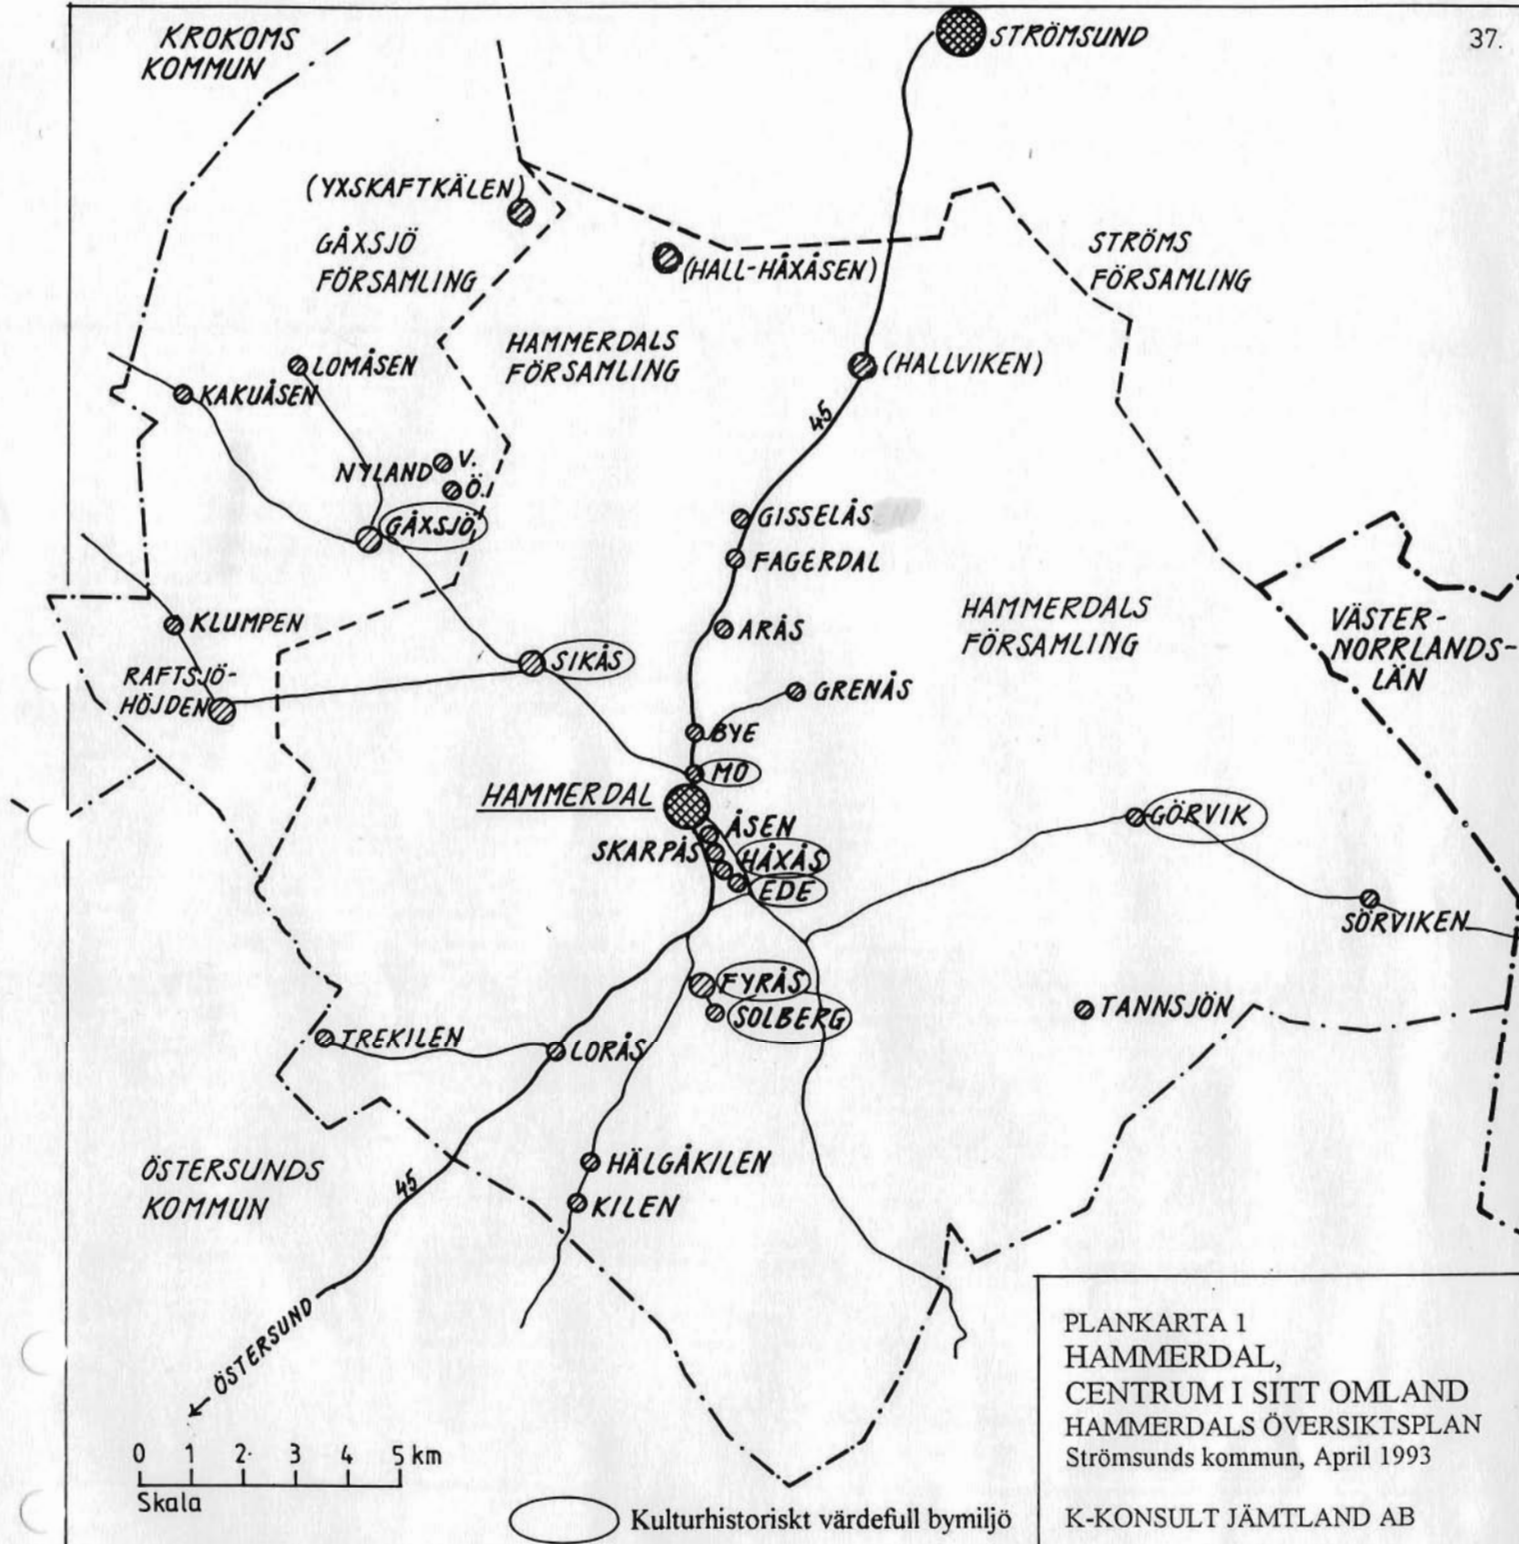 KROKOMS
KOMMUN
STRÖMSUND
37.
(YXSKAFTKÄLEN)
GÅXSJÖ
FÖRSAMLING
(HALL-HÅXÅSEN)
STRÖMS
FÖRSAMLING
HAMMERDALS
FÖRSAMLING
LOMÅSEN
KAKUÅSEN
(HALLVIKEN)
45
NYLAND
V.
Ö.
GÅXSJÖ
GISSELÅS
FAGERDAL
KLUMPEN
ARÅS
HAMMERDALS
FÖRSAMLING
VÄSTER-
NORRLANDS-
LÄN
SIKÅS
RAFTSJÖ-
HÖJDEN
GRENÅS
BYE
MO
HAMMERDAL
ÅSEN
SKARPÅS
HÅXÅS
EDE
GÖRVIK
SÖRVIKEN
FYRÅS
SOLBERG
TANNSJÖN
TREKILEN
LORÅS
HÄLGÅKILEN
KILEN
ÖSTERSUNDS
KOMMUN
45
ÖSTERSUND
0 1 2 3 4 5 km
Skala
Kulturhistoriskt värdefull bymiljö
PLANKARTA 1
HAMMERDAL,
CENTRUM I SITT OMLAND
HAMMERDALS ÖVERSIKTSPLAN
Strömsunds kommun, April 1993
K-KONSULT JÄMTLAND AB